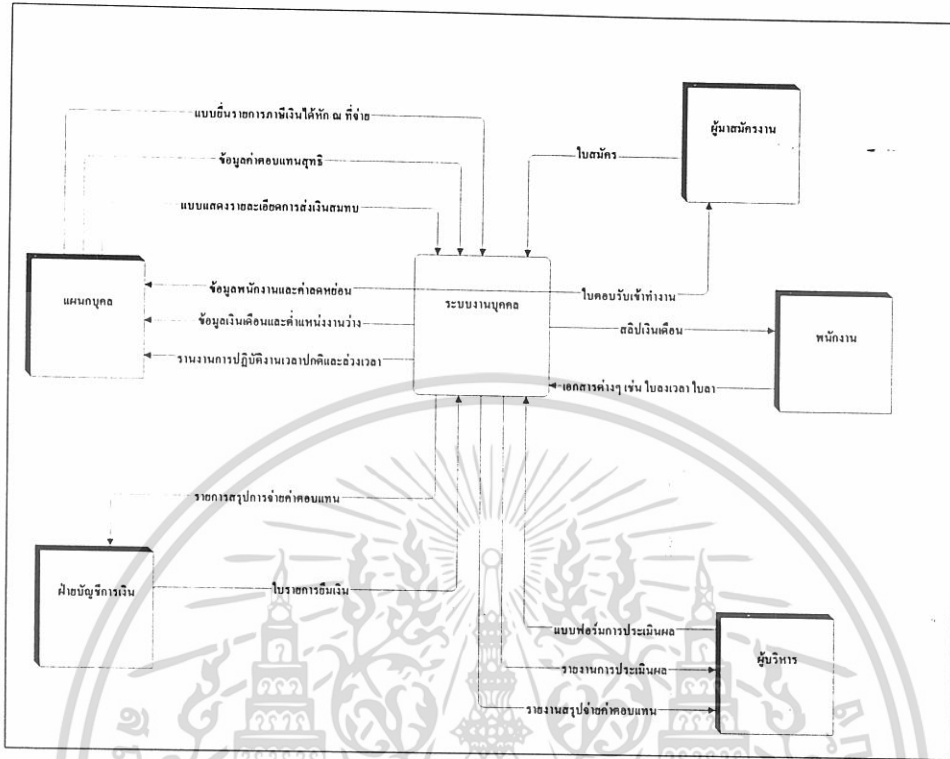 แบบยื่นรายการภาษีเงินได้หัก ณ ที่จ่าย
ผู้มาสมัครงาน
ใบสมัคร
ข้อมูลค่าตอบแทนสุทธิ
แบบแสดงรายละเอียดการส่งเงินสมทบ
แผนกบุคคล
ข้อมูลพนักงานและค่าลดหย่อน
ระบบงานบุคคล
ใบตอบรับเข้าทำงาน
ข้อมูลเงินเดือนและตำแหน่งงานว่าง
สลิปเงินเดือน
พนักงาน
รานงานการปฏิบัติงานเวลาปกติและล่วงเวลา
เอกสารต่างๆ เช่น ใบลงเวลา ใบลา
รายการสรุปการจ่ายค่าตอบแทน
ฝ่ายบัญชีการเงิน
ใบรายการยืมเงิน
แบบฟอร์มการประเมินผล
ผู้บริหาร
รายงานการประเมินผล
รายงานสรุปจ่ายค่าตอบแทน